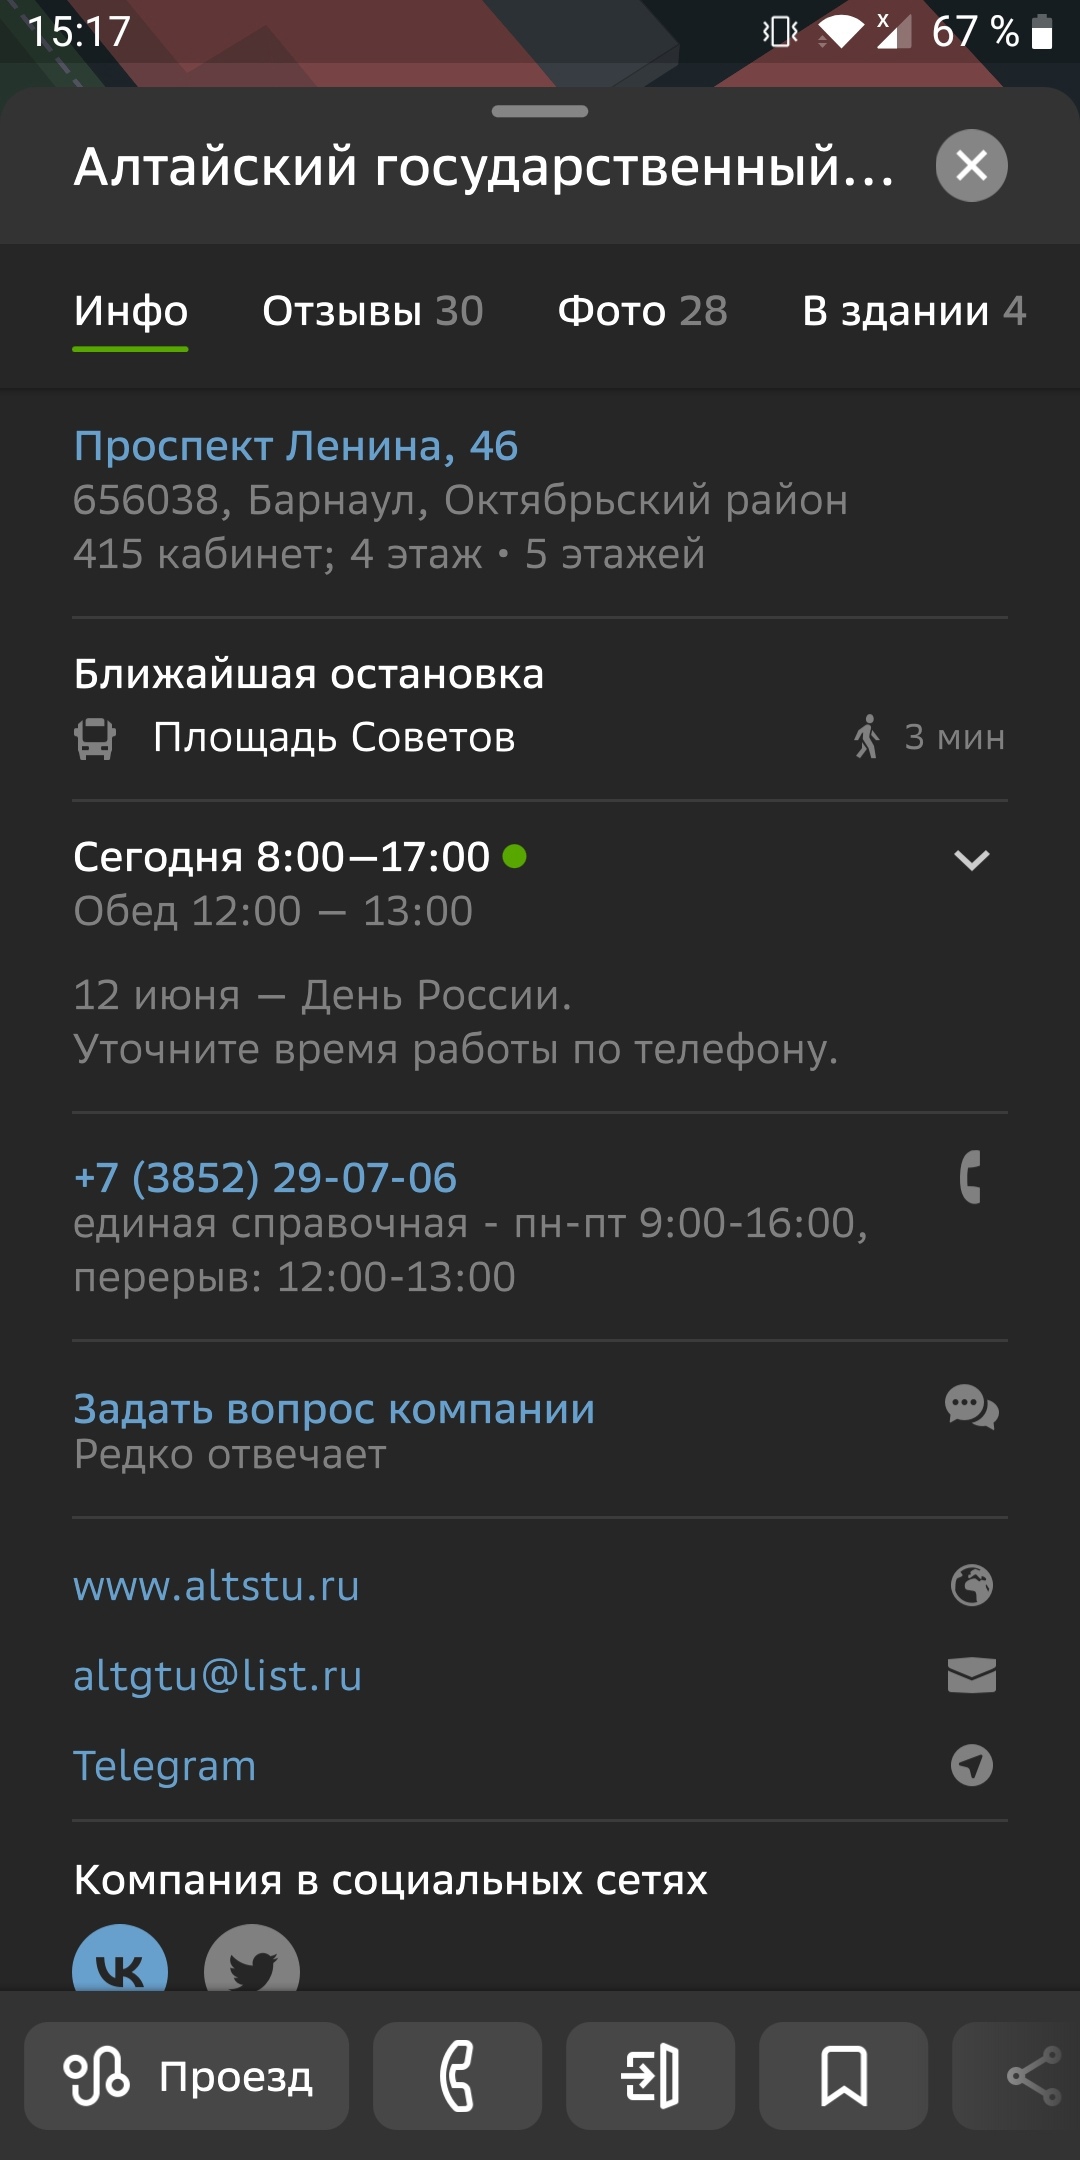 15:17
67 %
Алтайский государственный...
Инфо Отзывы 30 Фото 28 В здании 4
Проспект Ленина, 46
656038, Барнаул, Октябрьский район
415 кабинет; 4 этаж • 5 этажей
Ближайшая остановка
Площадь Советов 3 мин
Сегодня 8:00—17:00
Обед 12:00 — 13:00
12 июня — День России.
Уточните время работы по телефону.
+7 (3852) 29-07-06
единая справочная - пн-пт 9:00-16:00,
перерыв: 12:00-13:00
Задать вопрос компании
Редко отвечает
www.altstu.ru
altgtu@list.ru
Telegram
Компания в социальных сетях
Проезд